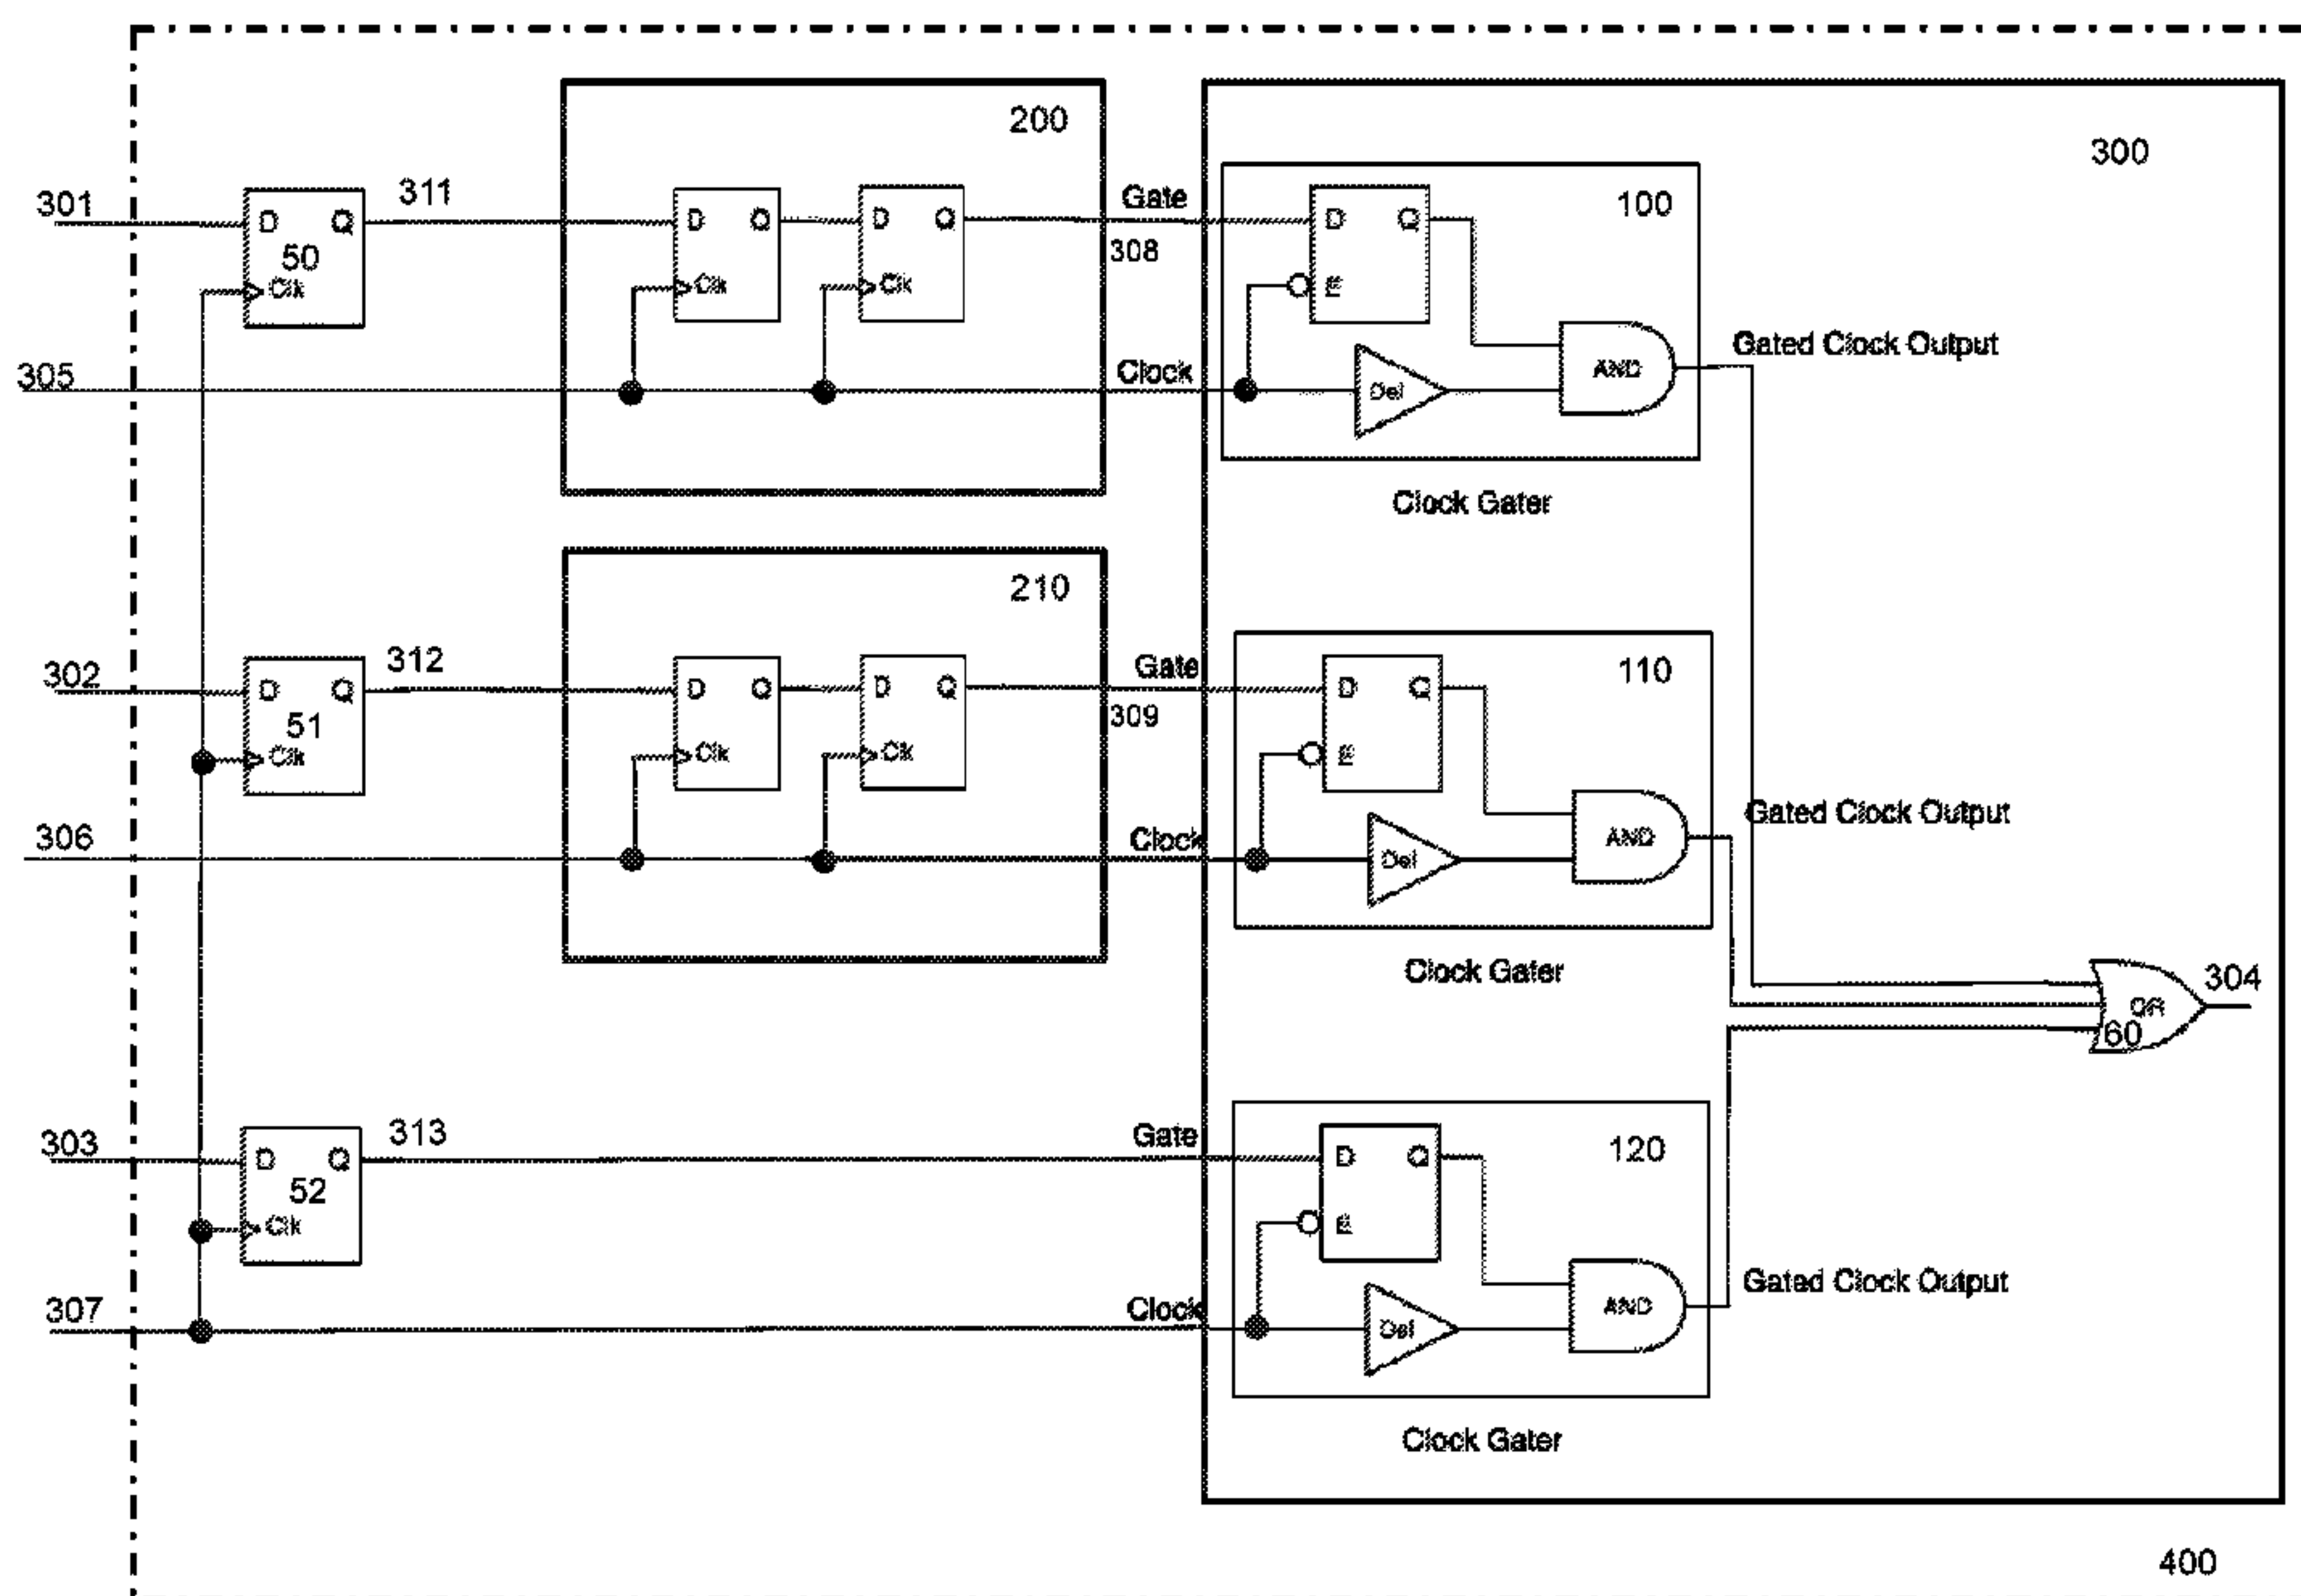 200
300
301
D Q
50
Clk
311
D Q
Clk
D Q
Clk
Gate
308
D Q
E
100
305
Clock
Del
AND
Gated Clock Output
Clock Gater
210
302
D Q
51
Clk
312
D Q
Clk
D Q
Clk
Gate
309
D Q
E
110
306
Clock
Del
AND
Gated Clock Output
Clock Gater
OR
60
304
303
D Q
52
Clk
313
Gate
D Q
E
120
307
Clock
Del
AND
Gated Clock Output
Clock Gater
400